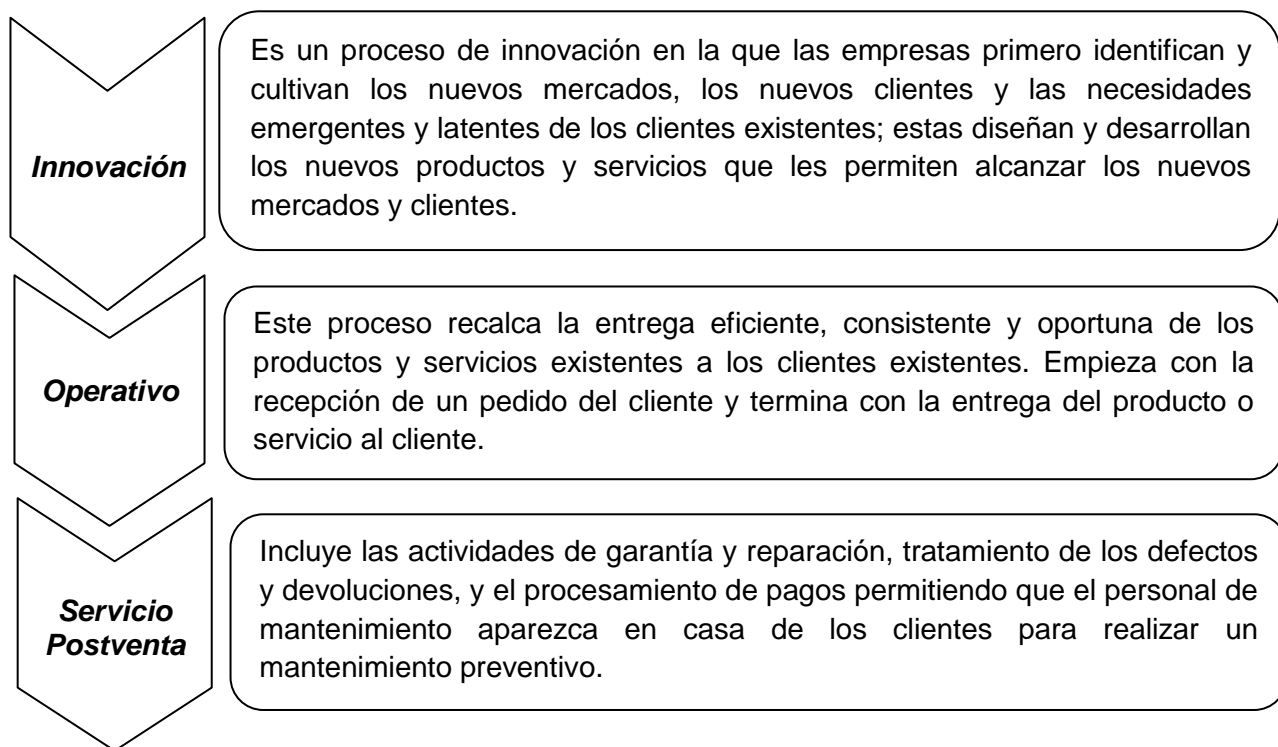 Innovación
Es un proceso de innovación en la que las empresas primero identifican y
cultivan los nuevos mercados, los nuevos clientes y las necesidades
emergentes y latentes de los clientes existentes; estas diseñan y desarrollan
los nuevos productos y servicios que les permiten alcanzar los nuevos
mercados y clientes.
Operativo
Este proceso recalca la entrega eficiente, consistente y oportuna de los
productos y servicios existentes a los clientes existentes. Empieza con la
recepción de un pedido del cliente y termina con la entrega del producto o
servicio al cliente.
Servicio
Postventa
Incluye las actividades de garantía y reparación, tratamiento de los defectos
y devoluciones, y el procesamiento de pagos permitiendo que el personal de
mantenimiento aparezca en casa de los clientes para realizar un
mantenimiento preventivo.